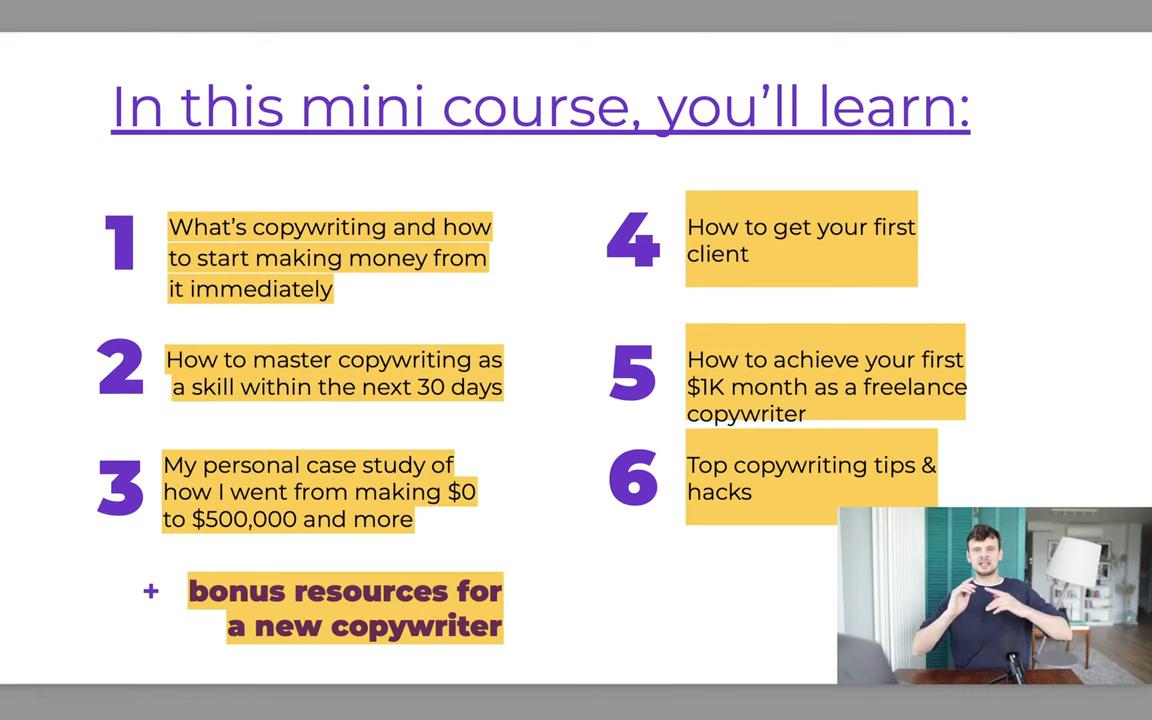 In this mini course, you’ll learn:
1
What’s copywriting and how
to start making money from
it immediately
2
How to master copywriting as
a skill within the next 30 days
3
My personal case study of
how I went from making $0
to $500,000 and more
+ bonus resources for
a new copywriter
4
How to get your first
client
5
How to achieve your first
$1K month as a freelance
copywriter
6
Top copywriting tips &
hacks